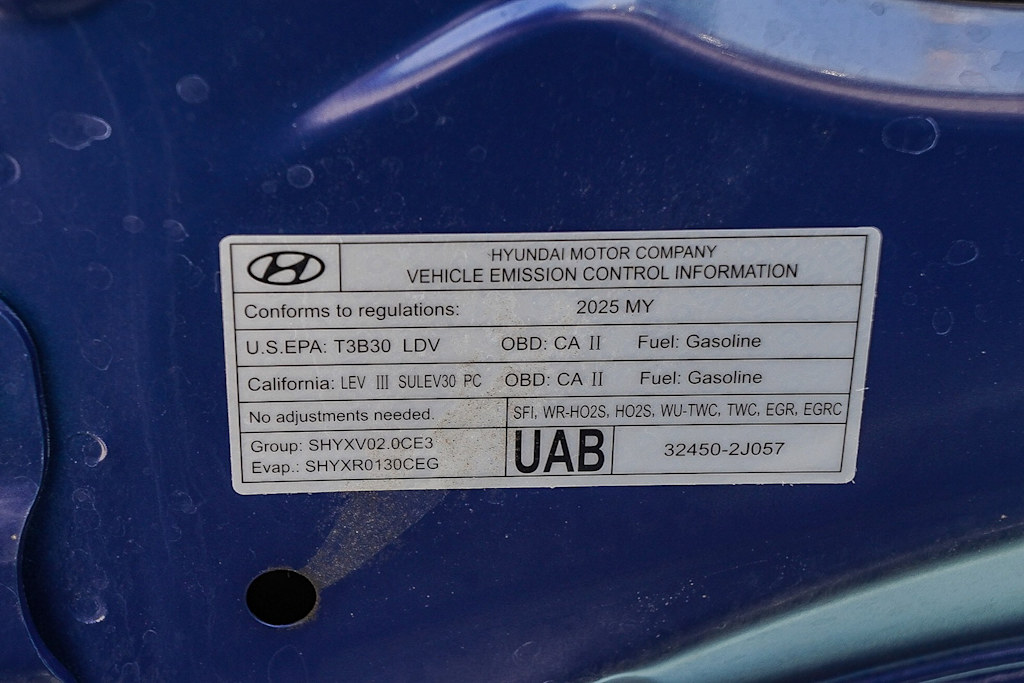 HYUNDAI MOTOR COMPANY
VEHICLE EMISSION CONTROL INFORMATION
Conforms to regulations: 2025 MY
U.S.EPA: T3B30 LDV OBD: CA II Fuel: Gasoline
California: LEV III SULEV30 PC OBD: CA II Fuel: Gasoline
No adjustments needed. SFI, WR-HO2S, HO2S, WU-TWC, TWC, EGR, EGRC
Group: SHYXV02.0CE3
Evap.: SHYXR0130CEG
UAB 32450-2J057